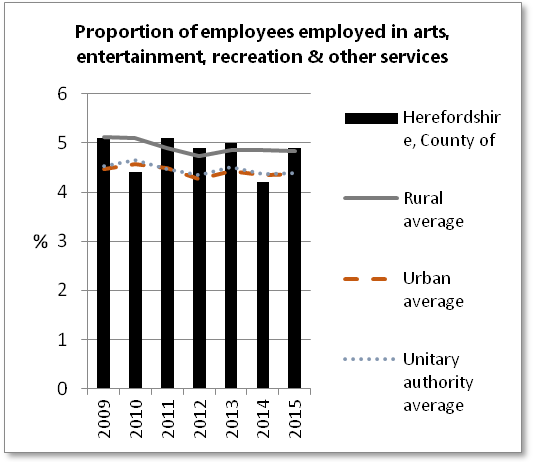 Proportion of employees employed in arts,
entertainment, recreation & other services
6
5
4
3
2
1
0
%
2009
2010
2011
2012
2013
2014
2015
Herefordshir
e, County of
Rural
average
Urban
average
Unitary
authority
average